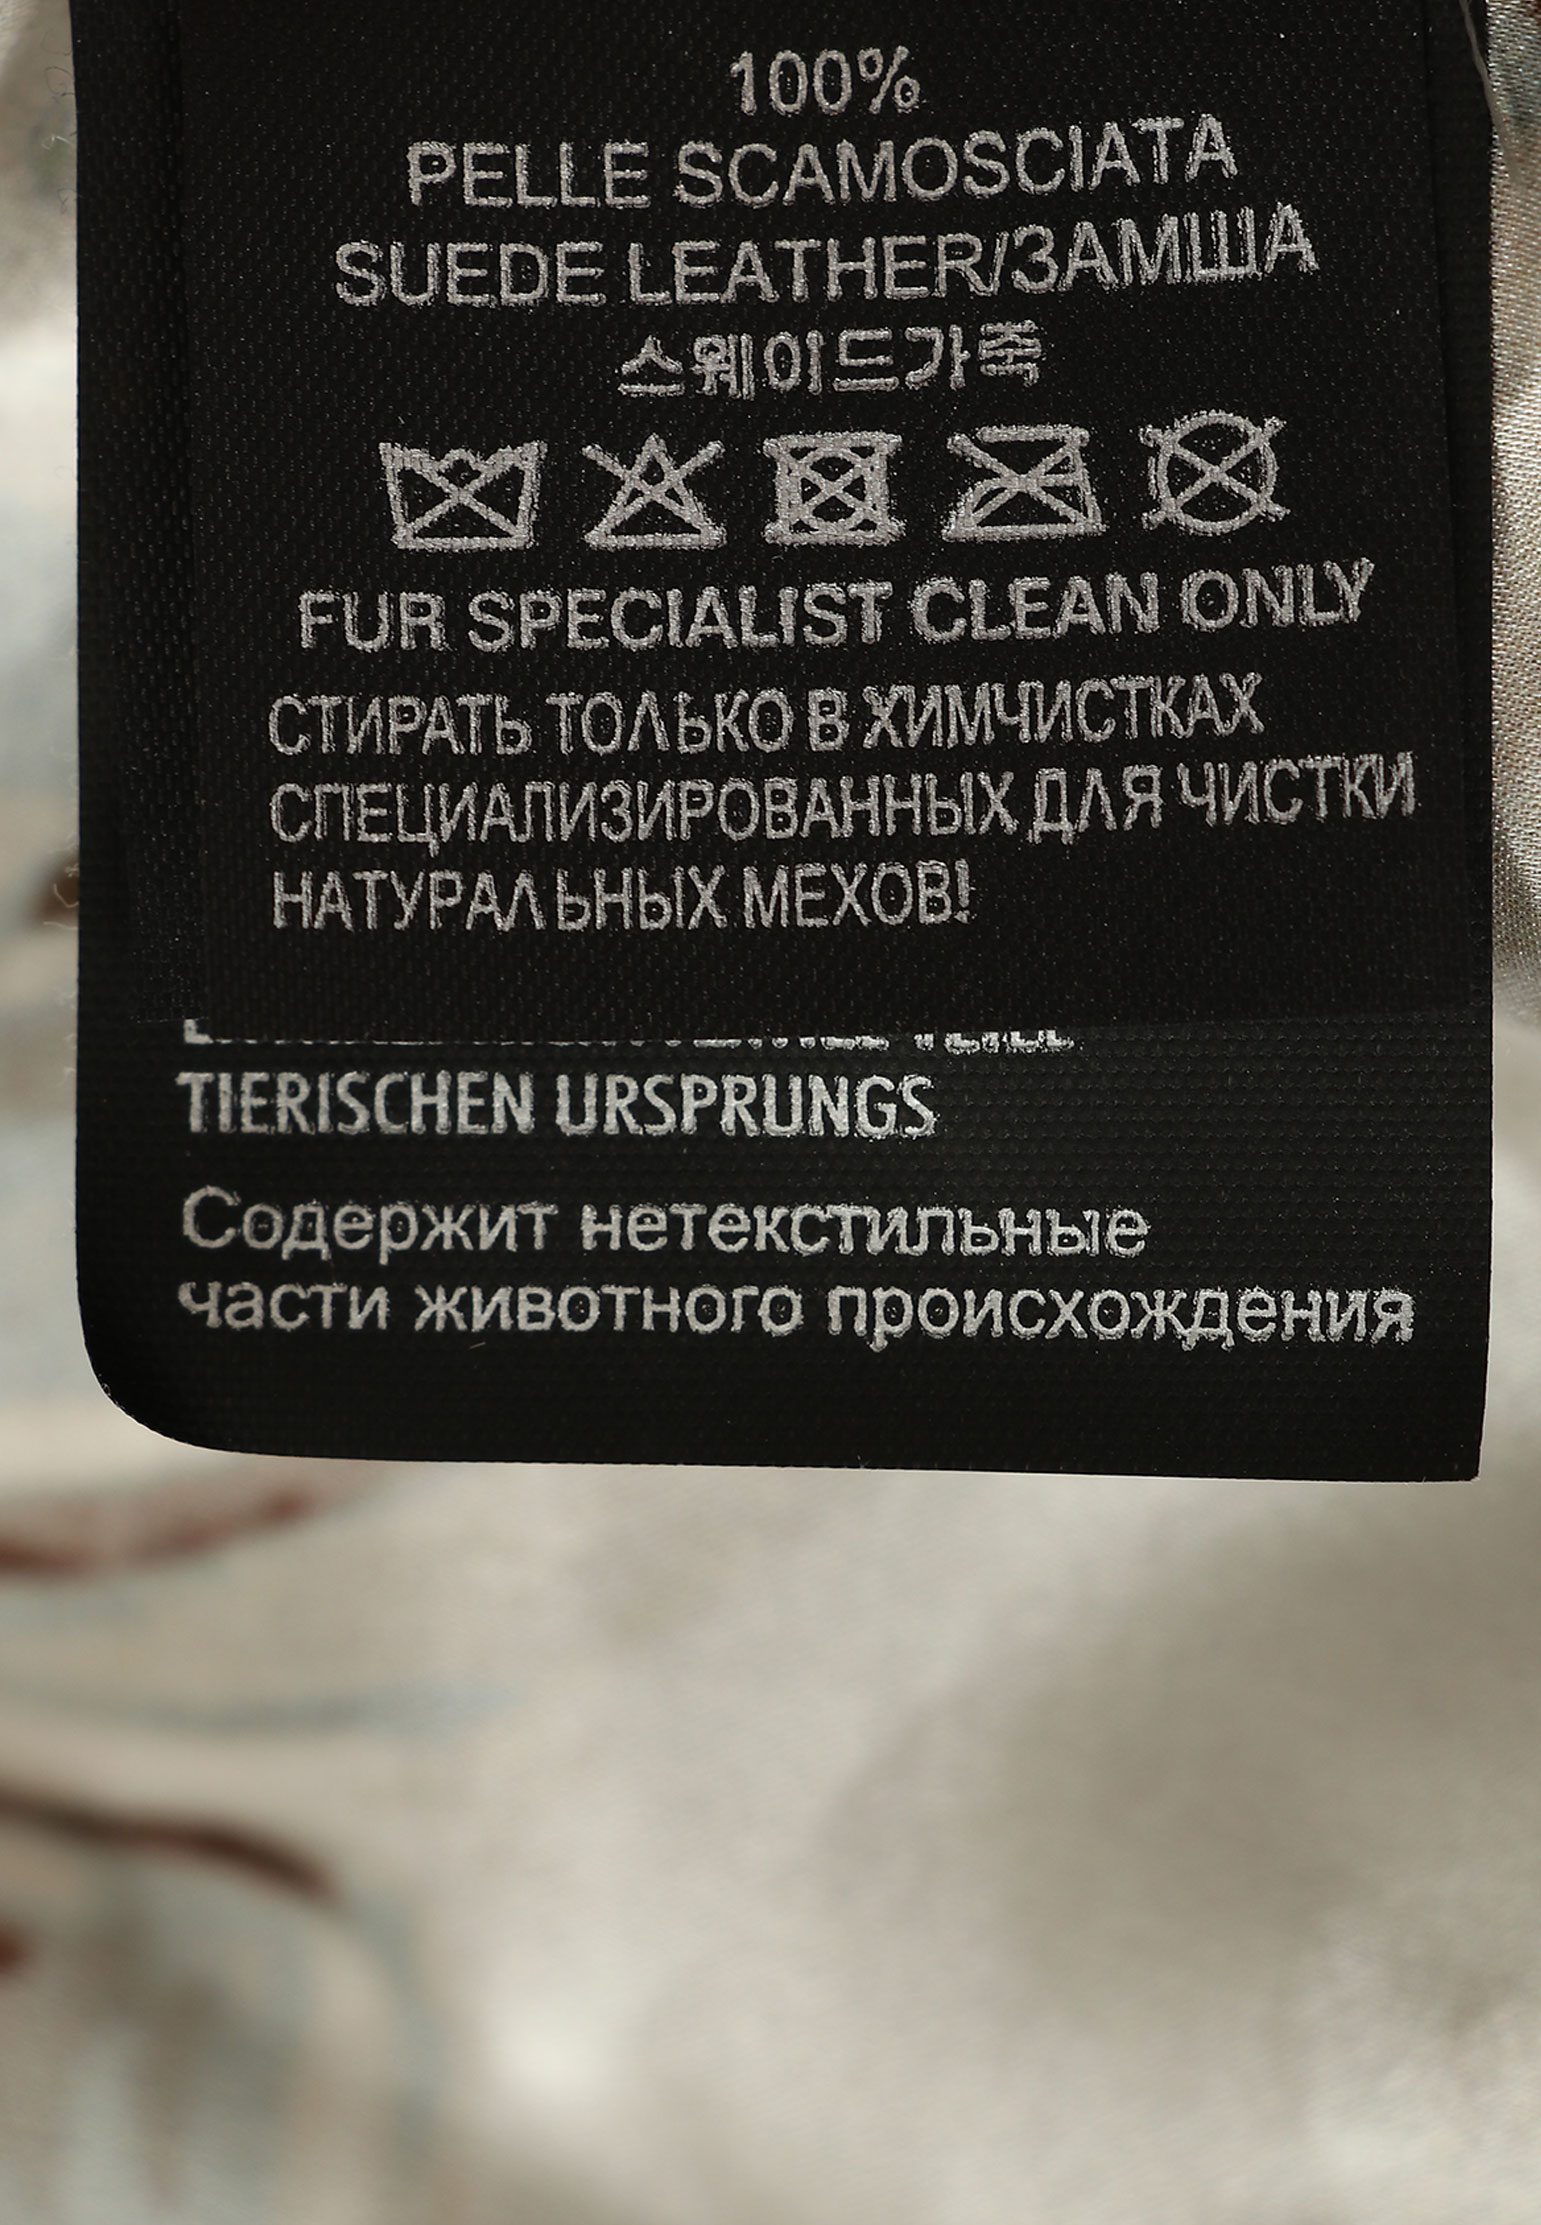 100%
PELLE SCAMOSCIATA
SUEDE LEATHER/ЗАМША
스웨이드가죽
FUR SPECIALIST CLEAN ONLY
СТИРАТЬ ТОЛЬКО В ХИМЧИСТКАХ
СПЕЦИАЛИЗИРОВАННЫХ ДЛЯ ЧИСТКИ
НАТУРАЛЬНЫХ МЕХОВ!
TIERISCHEN URSPRUNGS
Содержит нетекстильные
части животного происхождения